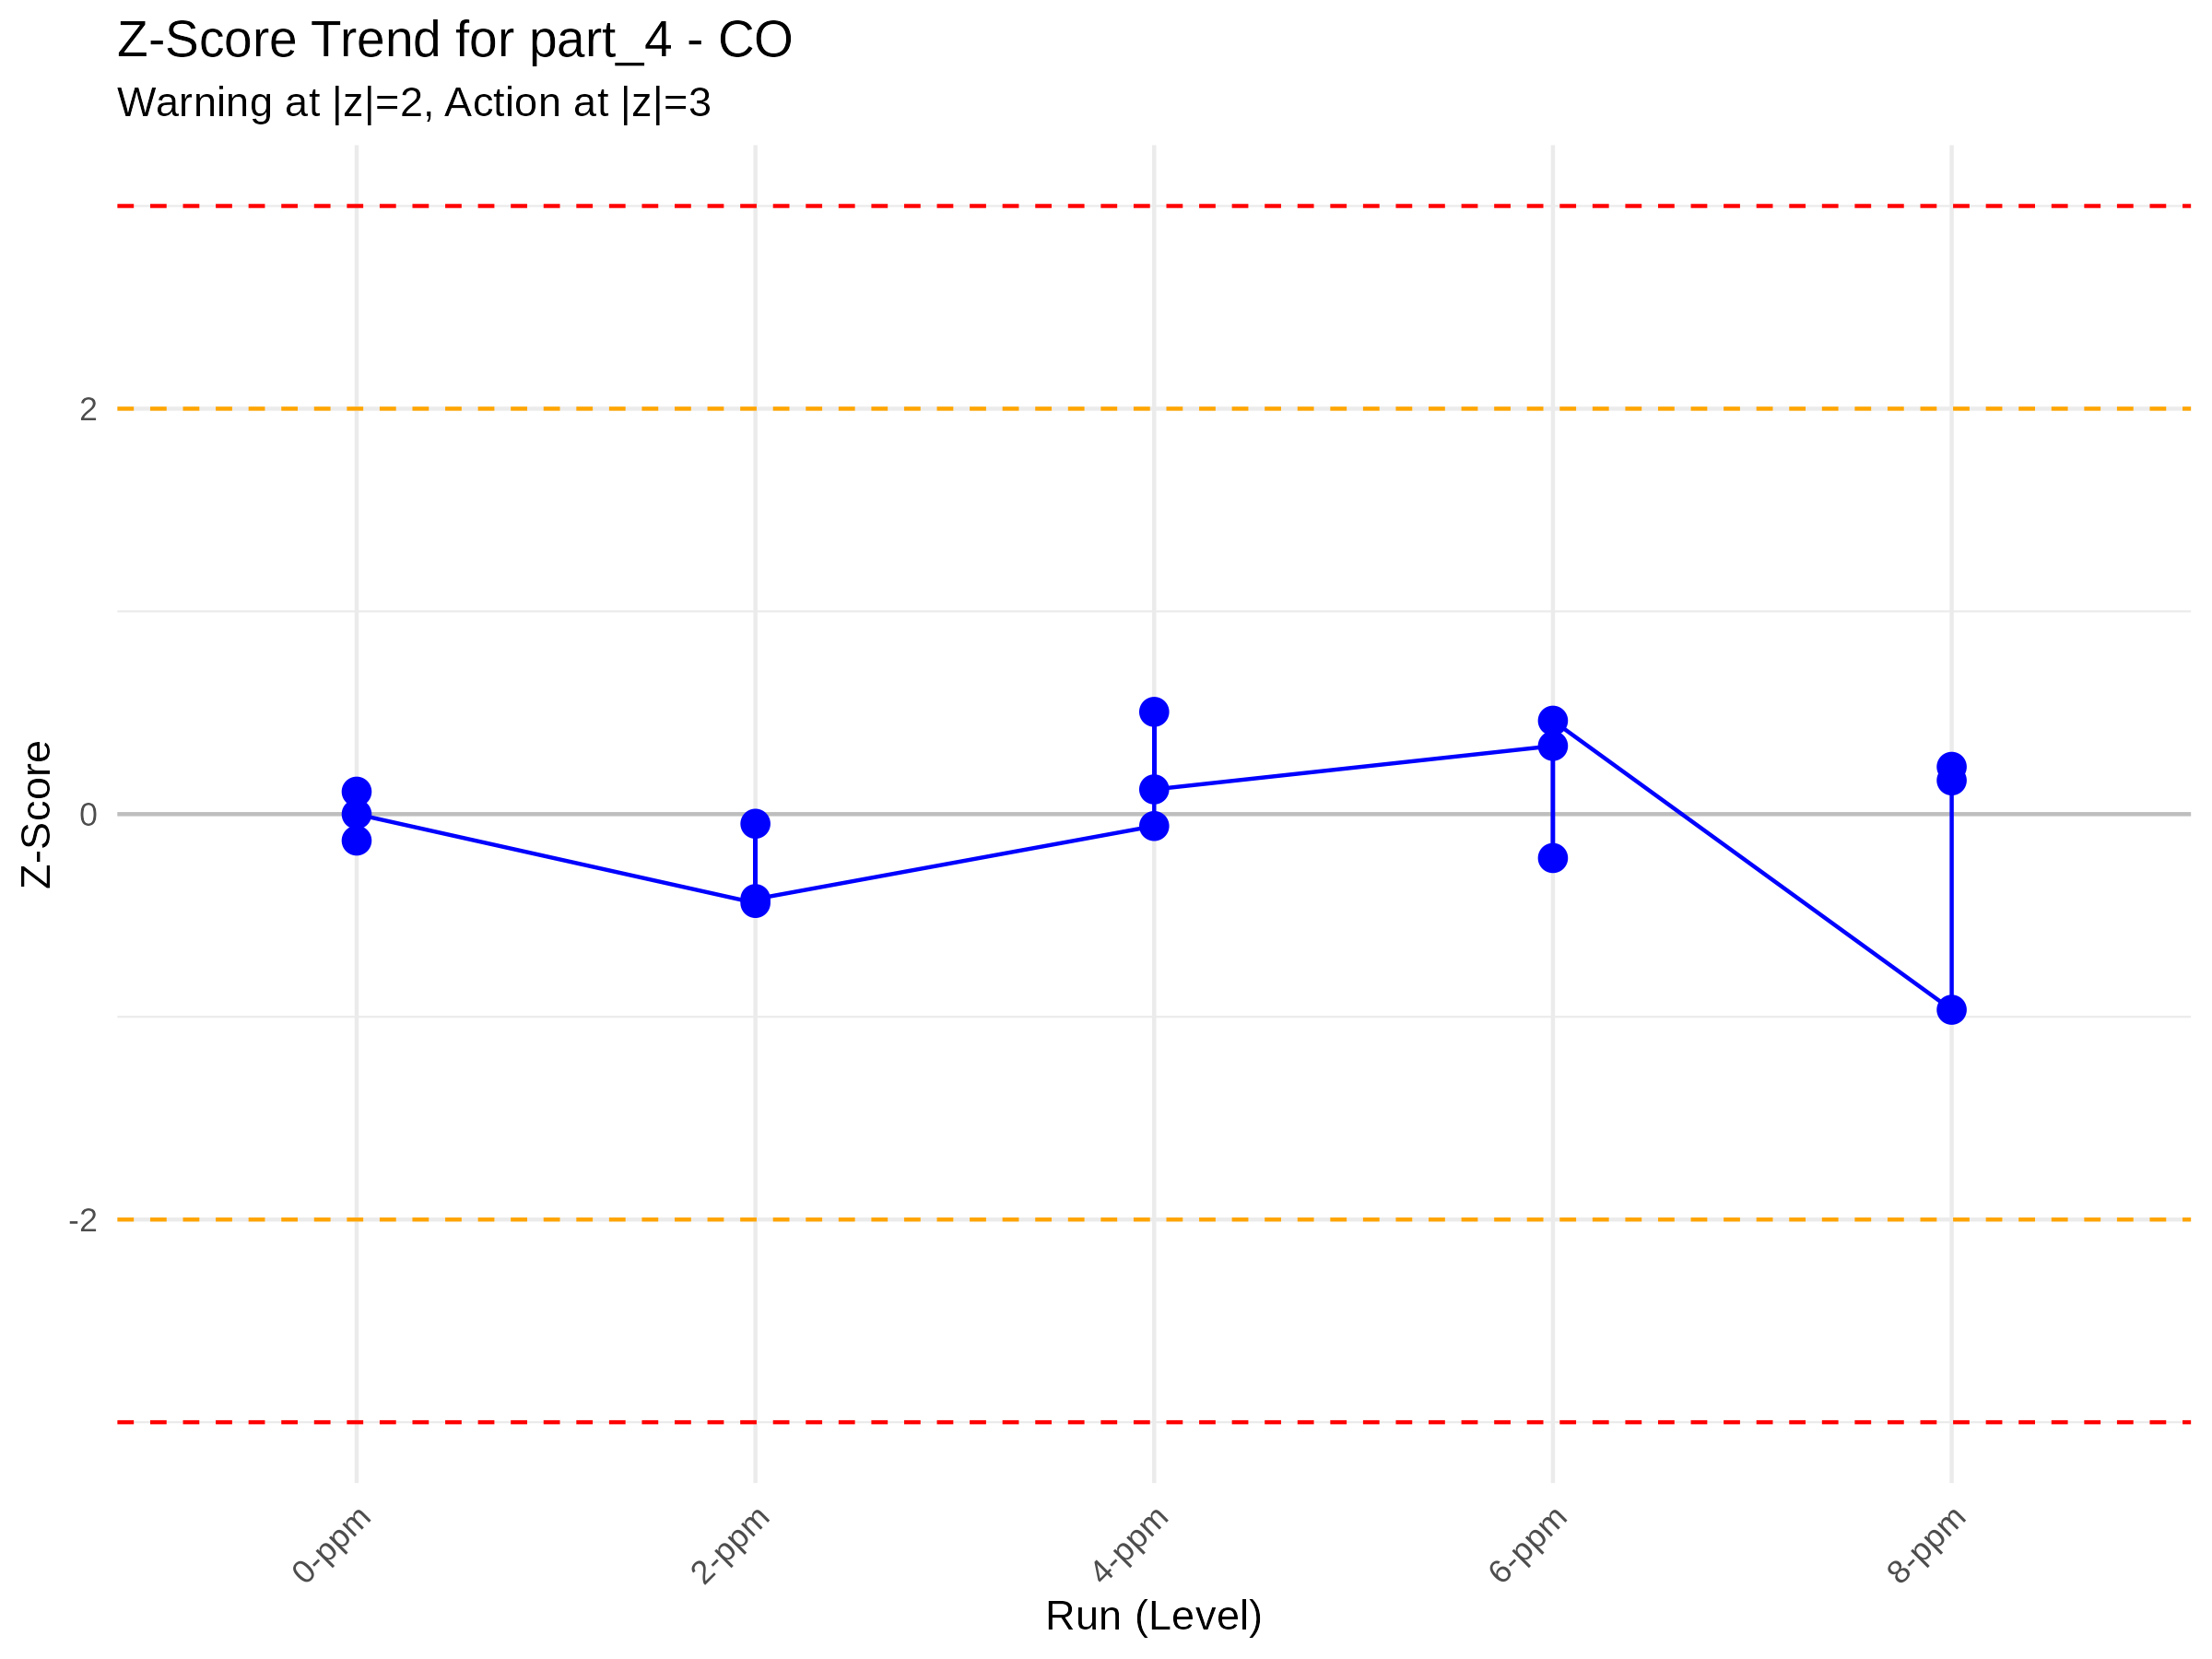 Z-Score Trend for part_4 - CO
Warning at |z|=2, Action at |z|=3
Z-Score
2
0
-2
0-ppm
2-ppm
4-ppm
6-ppm
8-ppm
Run (Level)